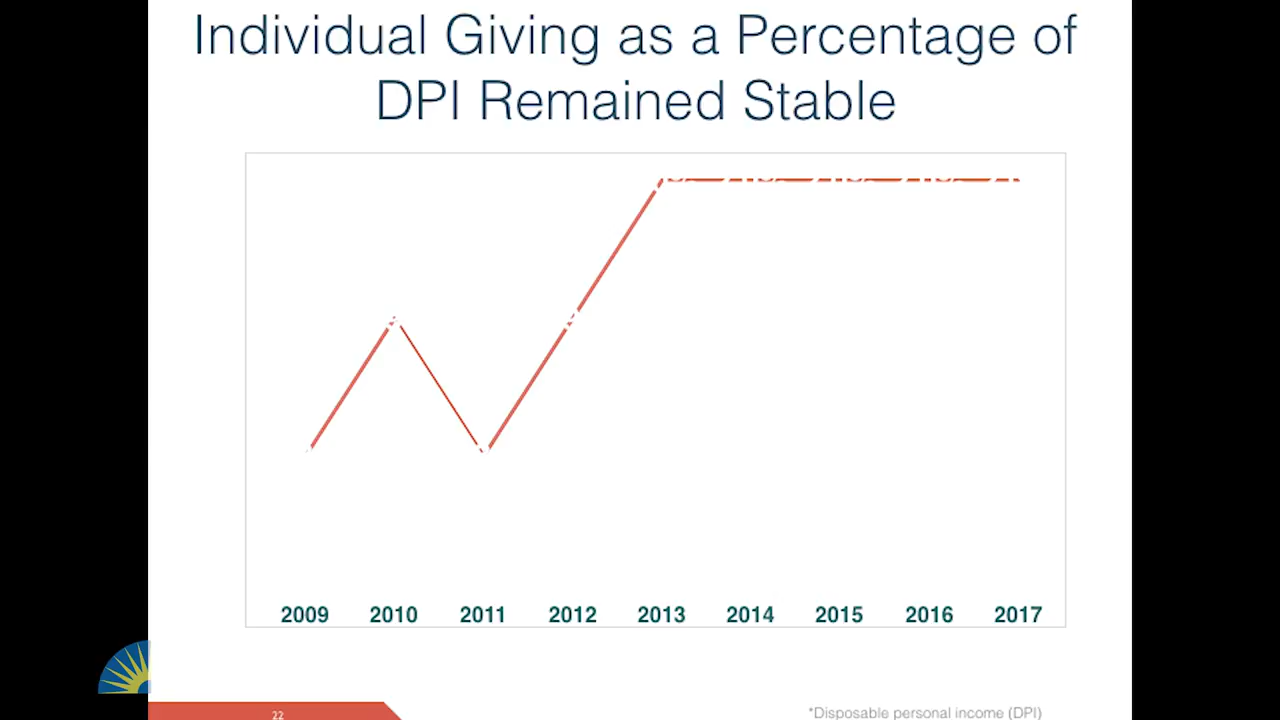 Individual Giving as a Percentage of
DPI Remained Stable
2009 2010 2011 2012 2013 2014 2015 2016 2017
22
*Disposable personal income (DPI)